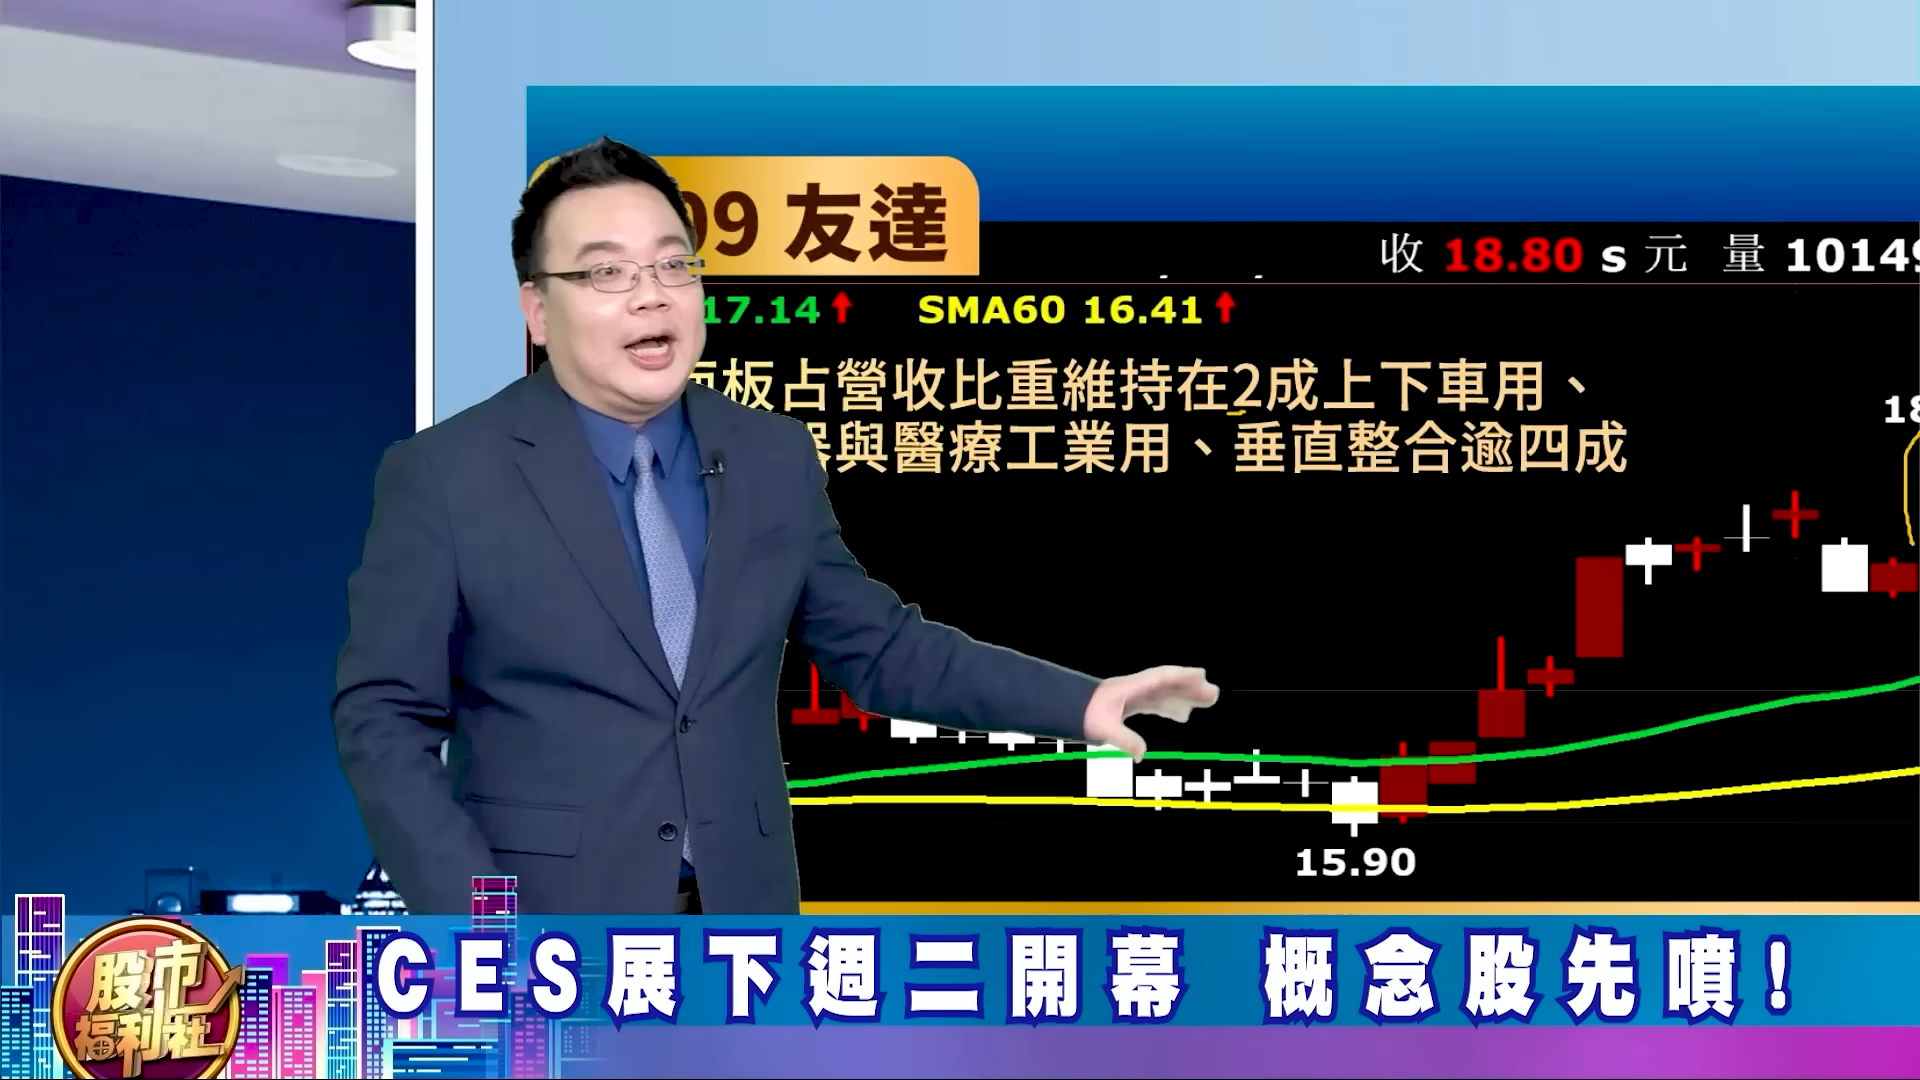 09 友達
收 18.80 s 元 量 10149
17.14↑ SMA60 16.41↑
板占營收比重維持在2成上下車用、
器與醫療工業用、垂直整合逾四成
18
15.90
CES展下週二開幕 概念股先噴!
股市
福利社